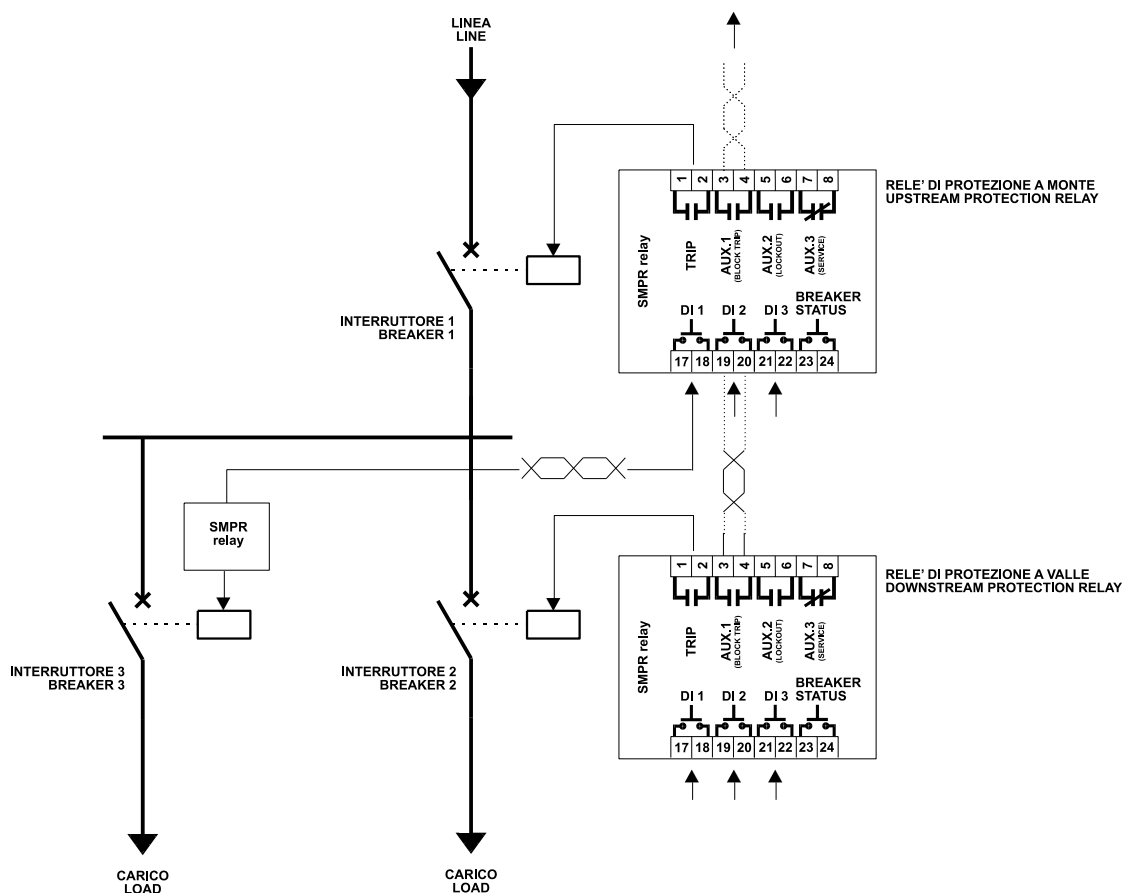 LINEA
LINE
1 2 3 4 5 6 7 8
RELE' DI PROTEZIONE A MONTE
UPSTREAM PROTECTION RELAY
SMPR relay
TRIP
AUX.1
(BLOCK TRIP)
AUX.2
(LOCKOUT)
AUX.3
(SERVICE)
DI 1
DI 2
DI 3
BREAKER
STATUS
17 18 19 20 21 22 23 24
INTERRUTTORE 1
BREAKER 1
SMPR
relay
1 2 3 4 5 6 7 8
RELE' DI PROTEZIONE A VALLE
DOWNSTREAM PROTECTION RELAY
SMPR relay
TRIP
AUX.1
(BLOCK TRIP)
AUX.2
(LOCKOUT)
AUX.3
(SERVICE)
DI 1
DI 2
DI 3
BREAKER
STATUS
17 18 19 20 21 22 23 24
INTERRUTTORE 3
BREAKER 3
INTERRUTTORE 2
BREAKER 2
CARICO
LOAD
CARICO
LOAD